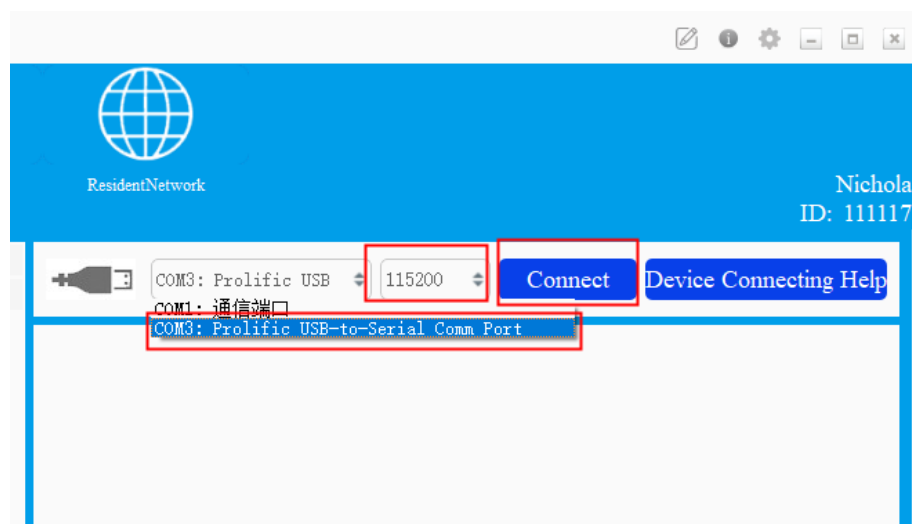 ResidentNetwork
Nichola
ID: 111117
COM3: Prolific USB 115200 Connect Device Connecting Help
COM1: 通信端口
COM3: Prolific USB-to-Serial Comm Port